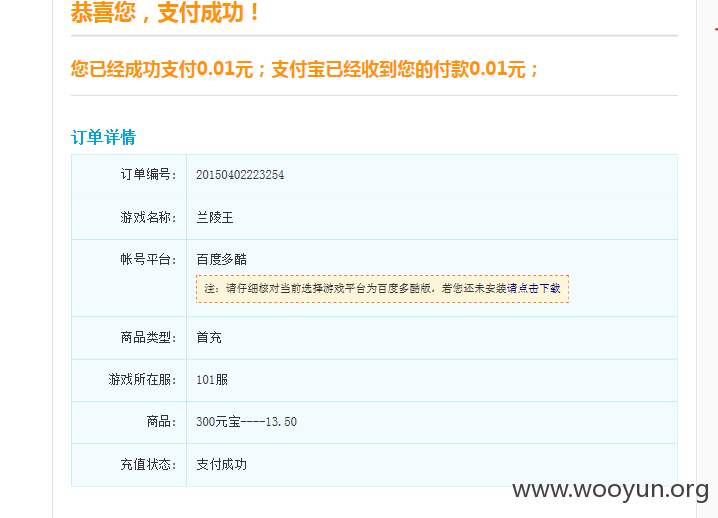 恭喜您，支付成功！
您已经成功支付0.01元；支付宝已经收到您的付款0.01元；
订单详情
订单编号： 20150402223254
游戏名称： 兰陵王
帐号平台： 百度多酷
注：请仔细核对当前选择游戏平台为百度多酷版，若您还未安装请点击下载
商品类型： 首充
游戏所在服： 101服
商品： 300元宝----13.50
充值状态： 支付成功
www.wooyun.org